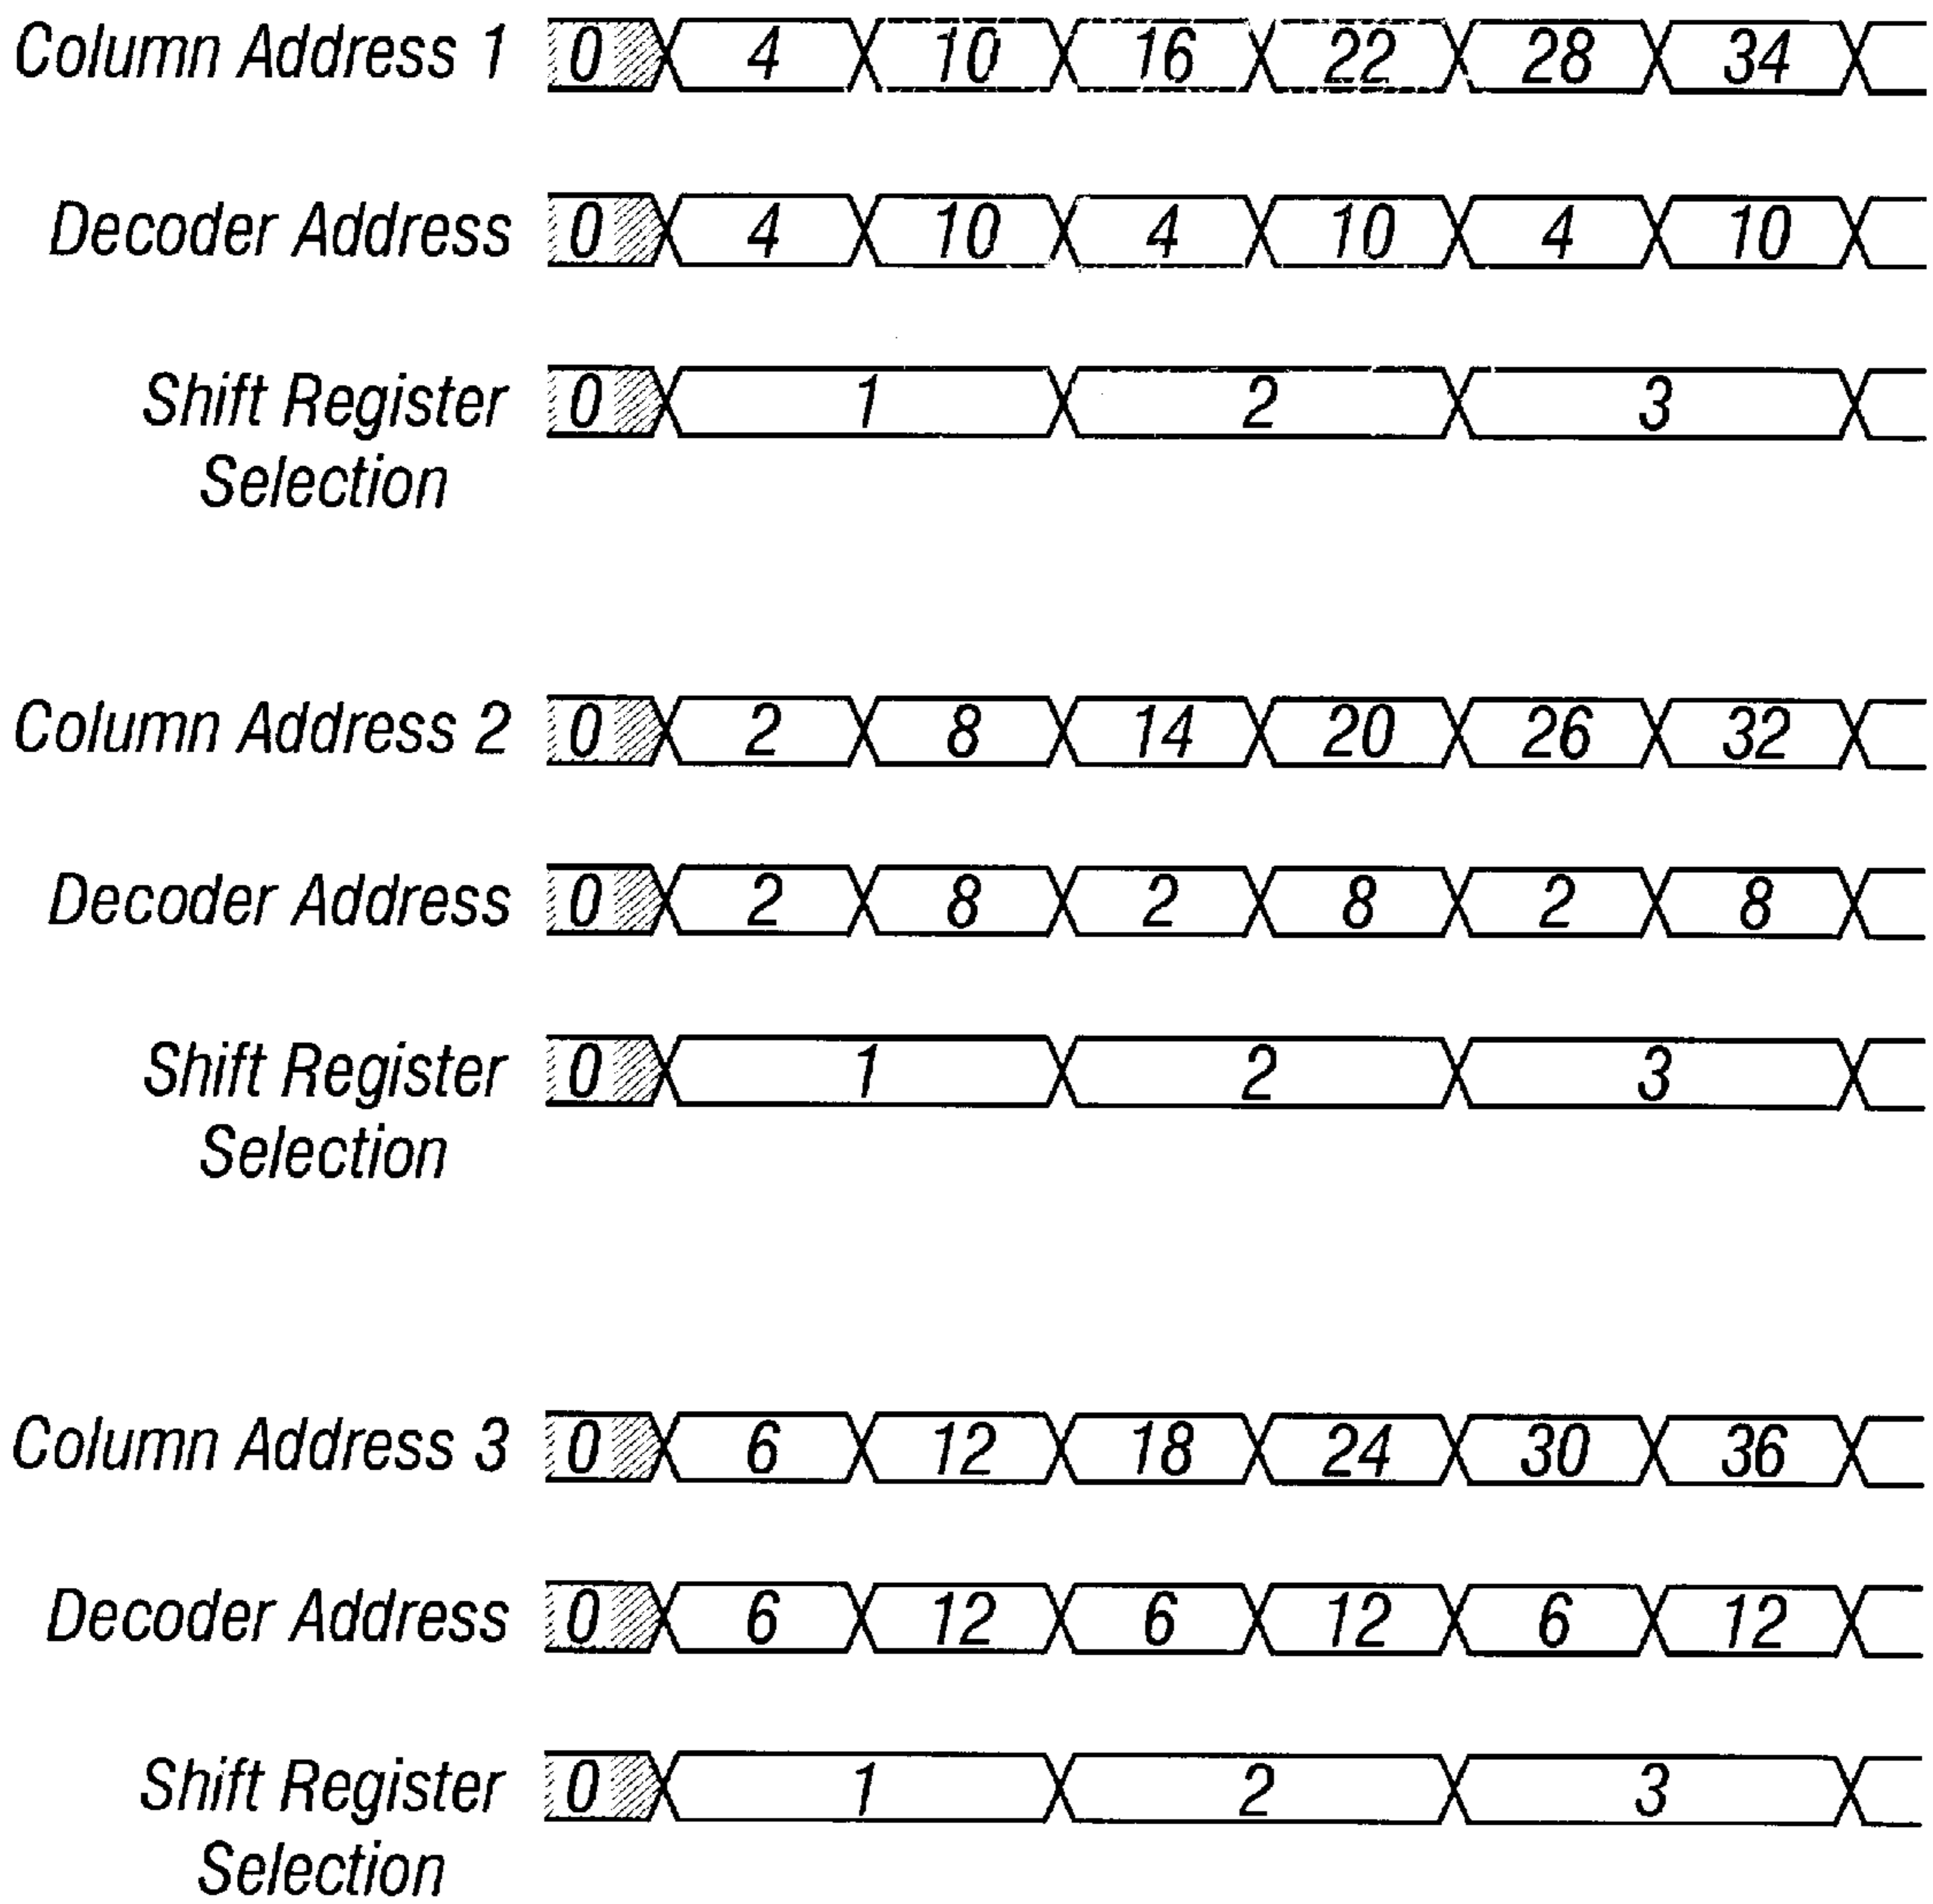 Column Address 1 0 4 10 16 22 28 34
Decoder Address 0 4 10 4 10 4 10
Shift Register 0 1 2 3
Selection
Column Address 2 0 2 8 14 20 26 32
Decoder Address 0 2 8 2 8 2 8
Shift Register 0 1 2 3
Selection
Column Address 3 0 6 12 18 24 30 36
Decoder Address 0 6 12 6 12 6 12
Shift Register 0 1 2 3
Selection